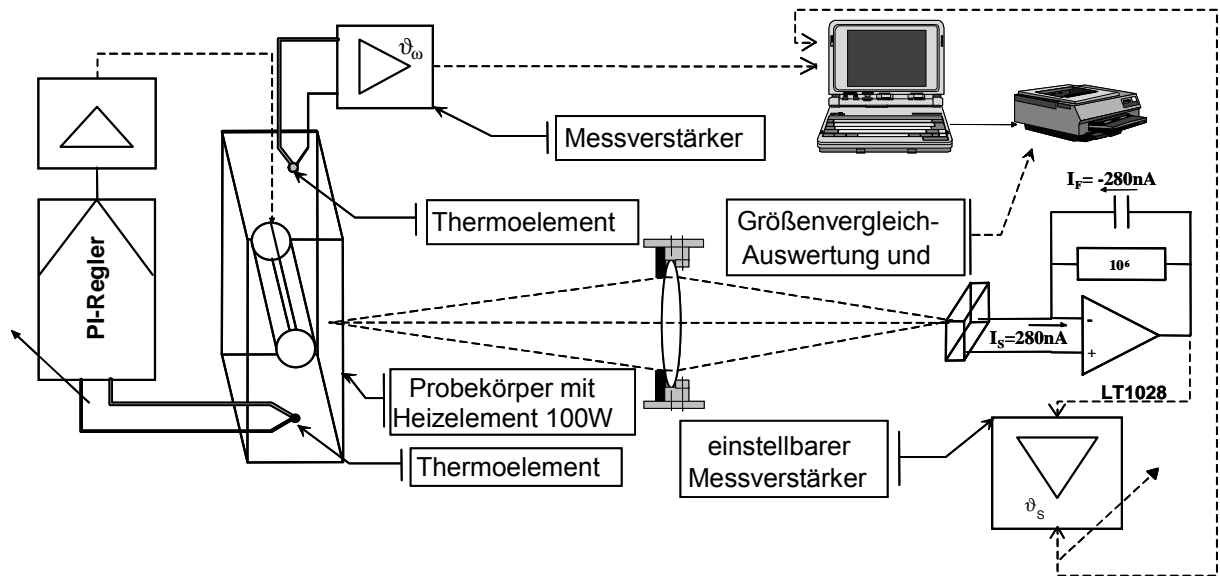 ϑω
Messverstärker
Thermoelement
PI-Regler
Größenvergleich-
Auswertung und
I_F= -280nA
10⁶
-
I_S=280nA
+
LT1028
Probekörper mit
Heizelement 100W
Thermoelement
einstellbarer
Messverstärker
ϑ_S